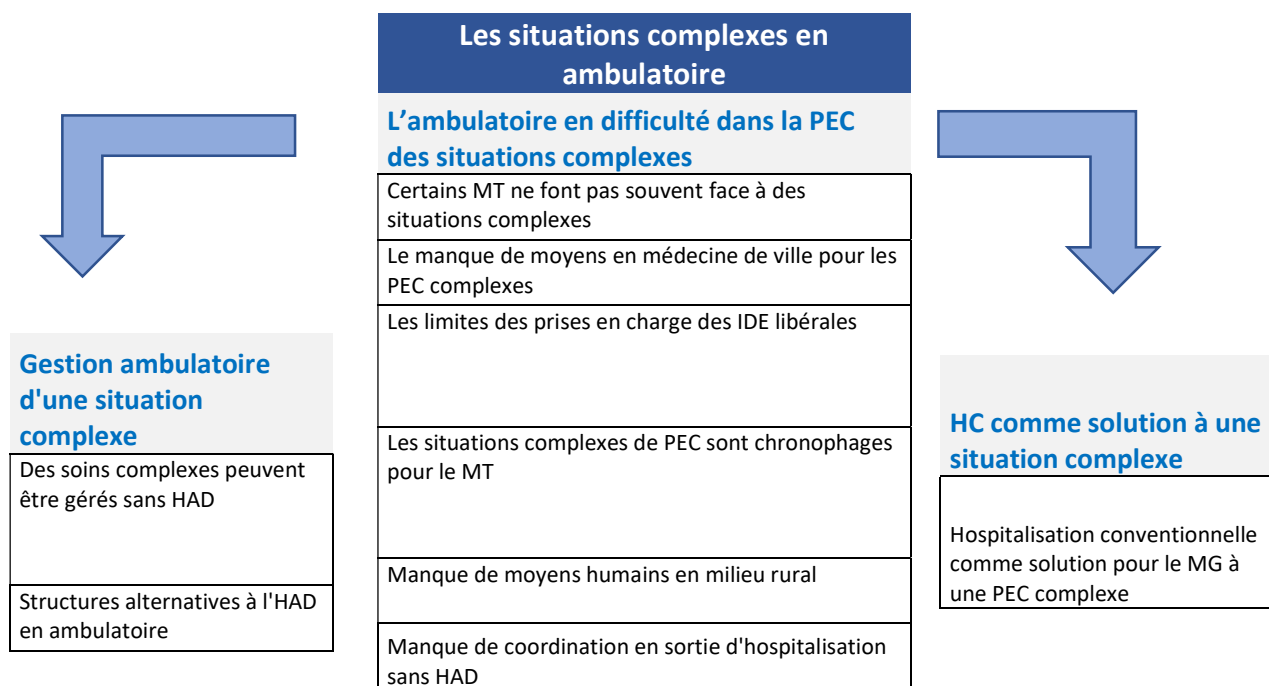 Les situations complexes en
ambulatoire
L’ambulatoire en difficulté dans la PEC
des situations complexes
Certains MT ne font pas souvent face à des
situations complexes
Le manque de moyens en médecine de ville pour les
PEC complexes
Les limites des prises en charge des IDE libérales
Les situations complexes de PEC sont chronophages
pour le MT
Manque de moyens humains en milieu rural
Manque de coordination en sortie d'hospitalisation
sans HAD
Gestion ambulatoire
d'une situation
complexe
Des soins complexes peuvent
être gérés sans HAD
Structures alternatives à l'HAD
en ambulatoire
HC comme solution à une
situation complexe
Hospitalisation conventionnelle
comme solution pour le MG à
une PEC complexe